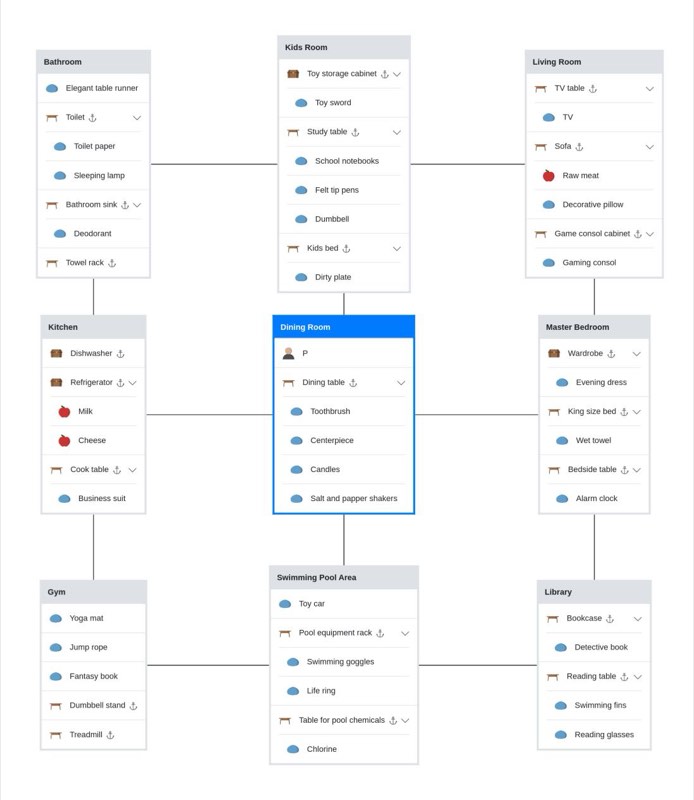 Bathroom
Elegant table runner
Toilet
Toilet paper
Sleeping lamp
Bathroom sink
Deodorant
Towel rack
Kids Room
Toy storage cabinet
Toy sword
Study table
School notebooks
Felt tip pens
Dumbbell
Kids bed
Dirty plate
Living Room
TV table
TV
Sofa
Raw meat
Decorative pillow
Game consol cabinet
Gaming consol
Kitchen
Dishwasher
Refrigerator
Milk
Cheese
Cook table
Business suit
Dining Room
P
Dining table
Toothbrush
Centerpiece
Candles
Salt and papper shakers
Master Bedroom
Wardrobe
Evening dress
King size bed
Wet towel
Bedside table
Alarm clock
Gym
Yoga mat
Jump rope
Fantasy book
Dumbbell stand
Treadmill
Swimming Pool Area
Toy car
Pool equipment rack
Swimming goggles
Life ring
Table for pool chemicals
Chlorine
Library
Bookcase
Detective book
Reading table
Swimming fins
Reading glasses